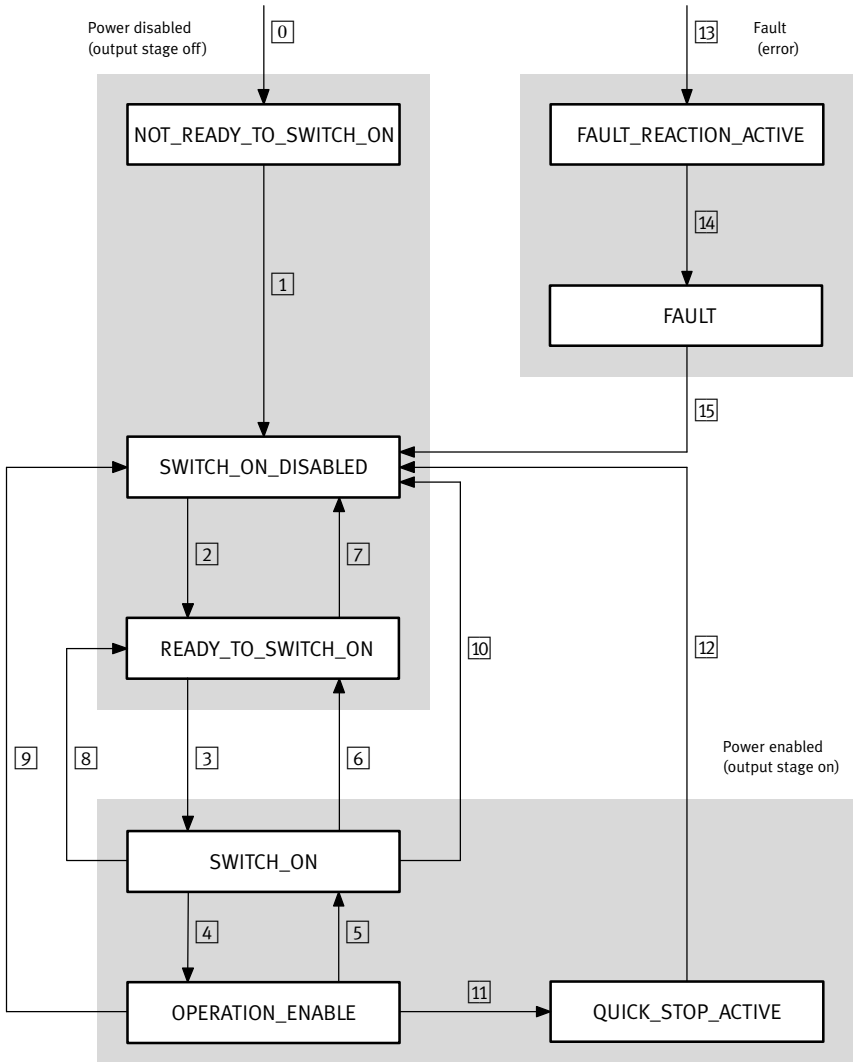 Power disabled
(output stage off)
0
13
Fault
(error)
NOT_READY_TO_SWITCH_ON
FAULT_REACTION_ACTIVE
14
1
FAULT
15
SWITCH_ON_DISABLED
2
7
READY_TO_SWITCH_ON
10
12
9
8
3
6
Power enabled
(output stage on)
SWITCH_ON
4
5
11
OPERATION_ENABLE
QUICK_STOP_ACTIVE